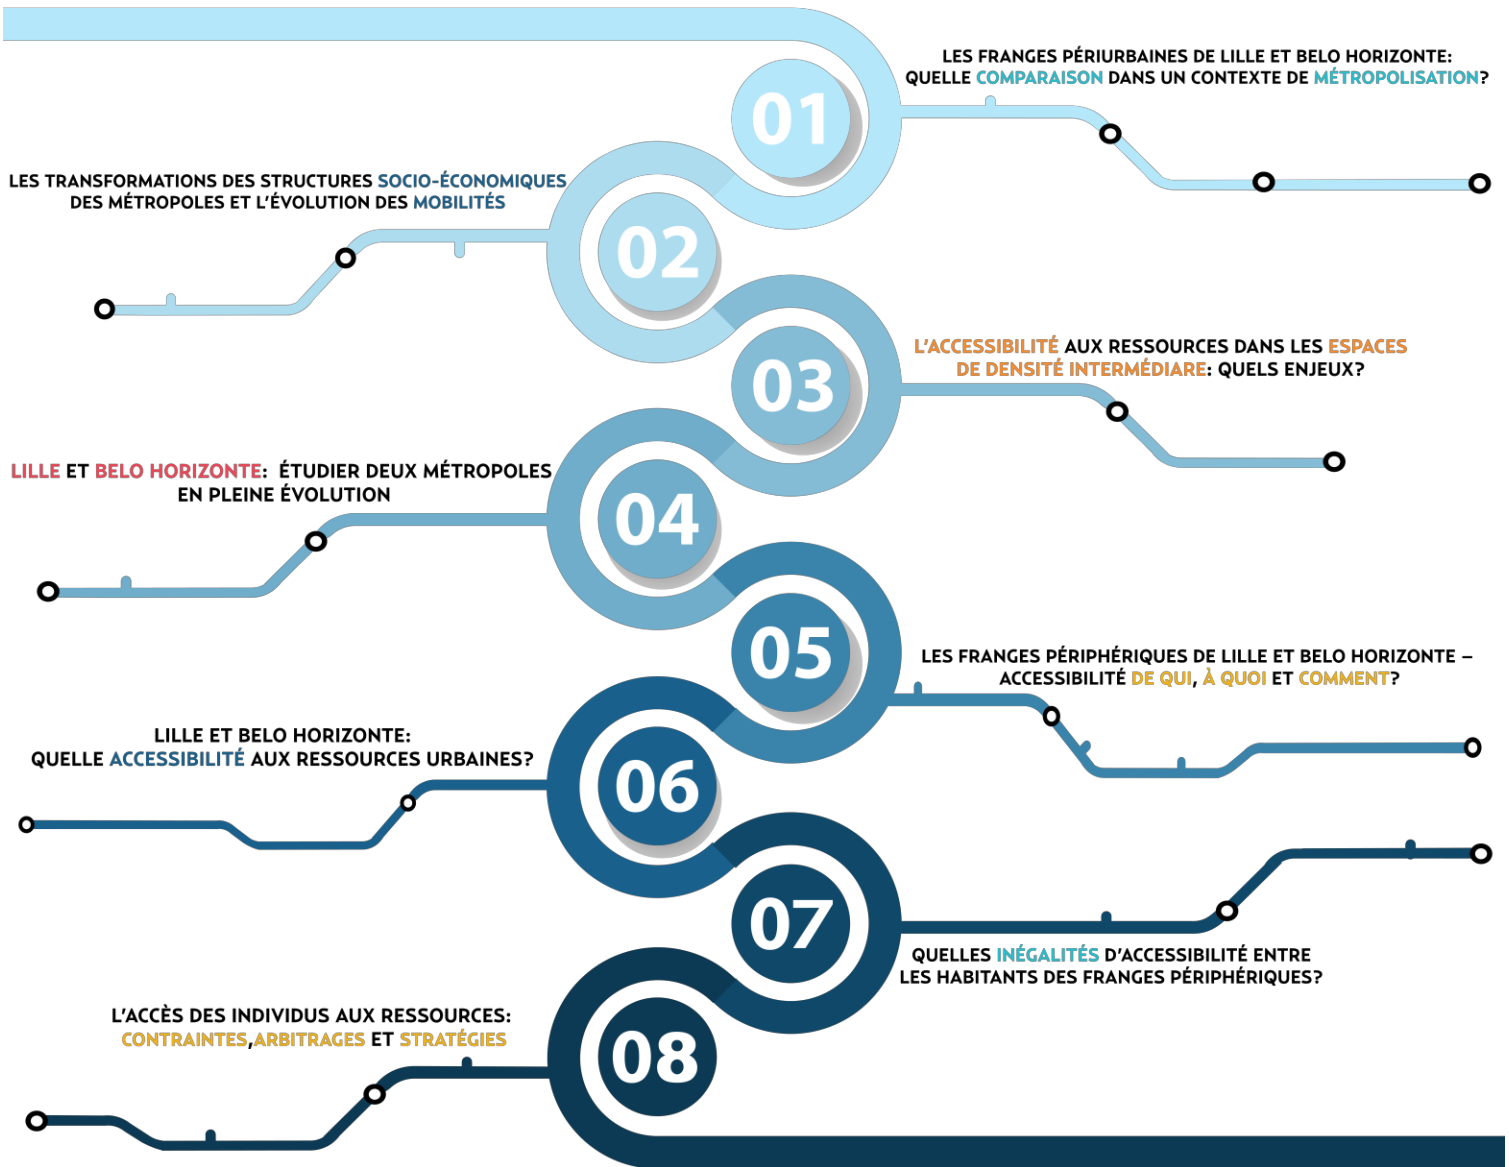 01
LES FRANGES PÉRIURBAINES DE LILLE ET BELO HORIZONTE:
QUELLE COMPARAISON DANS UN CONTEXTE DE MÉTROPOLISATION?
02
LES TRANSFORMATIONS DES STRUCTURES SOCIO-ÉCONOMIQUES
DES MÉTROPOLES ET L'ÉVOLUTION DES MOBILITÉS
03
L'ACCESSIBILITÉ AUX RESSOURCES DANS LES ESPACES
DE DENSITÉ INTERMÉDIARE: QUELS ENJEUX?
04
LILLE ET BELO HORIZONTE: ÉTUDIER DEUX MÉTROPOLES
EN PLEINE ÉVOLUTION
05
LES FRANGES PÉRIPHÉRIQUES DE LILLE ET BELO HORIZONTE –
ACCESSIBILITÉ DE QUI, À QUOI ET COMMENT?
06
LILLE ET BELO HORIZONTE:
QUELLE ACCESSIBILITÉ AUX RESSOURCES URBAINES?
07
QUELLES INÉGALITÉS D'ACCESSIBILITÉ ENTRE
LES HABITANTS DES FRANGES PÉRIPHÉRIQUES?
08
L'ACCÈS DES INDIVIDUS AUX RESSOURCES:
CONTRAINTES,ARBITRAGES ET STRATÉGIES